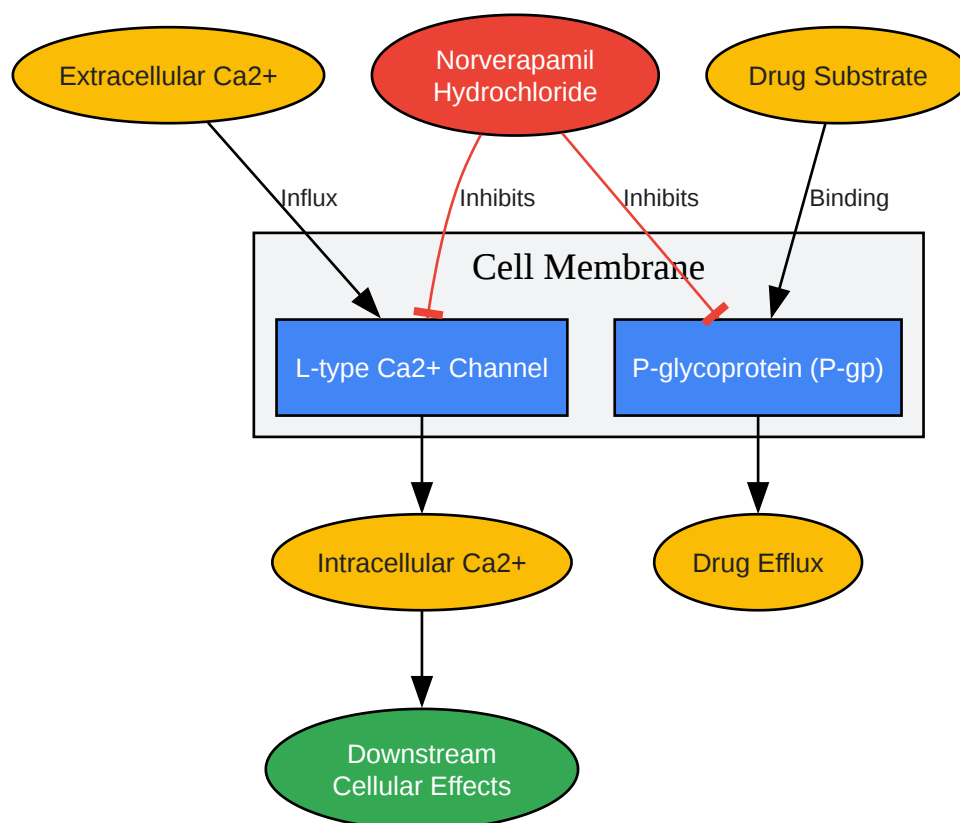 Extracellular Ca2+
Norverapamil
Hydrochloride
Drug Substrate
Influx
Inhibits
Inhibits
Binding
Cell Membrane
L-type Ca2+ Channel
P-glycoprotein (P-gp)
Intracellular Ca2+
Drug Efflux
Downstream
Cellular Effects